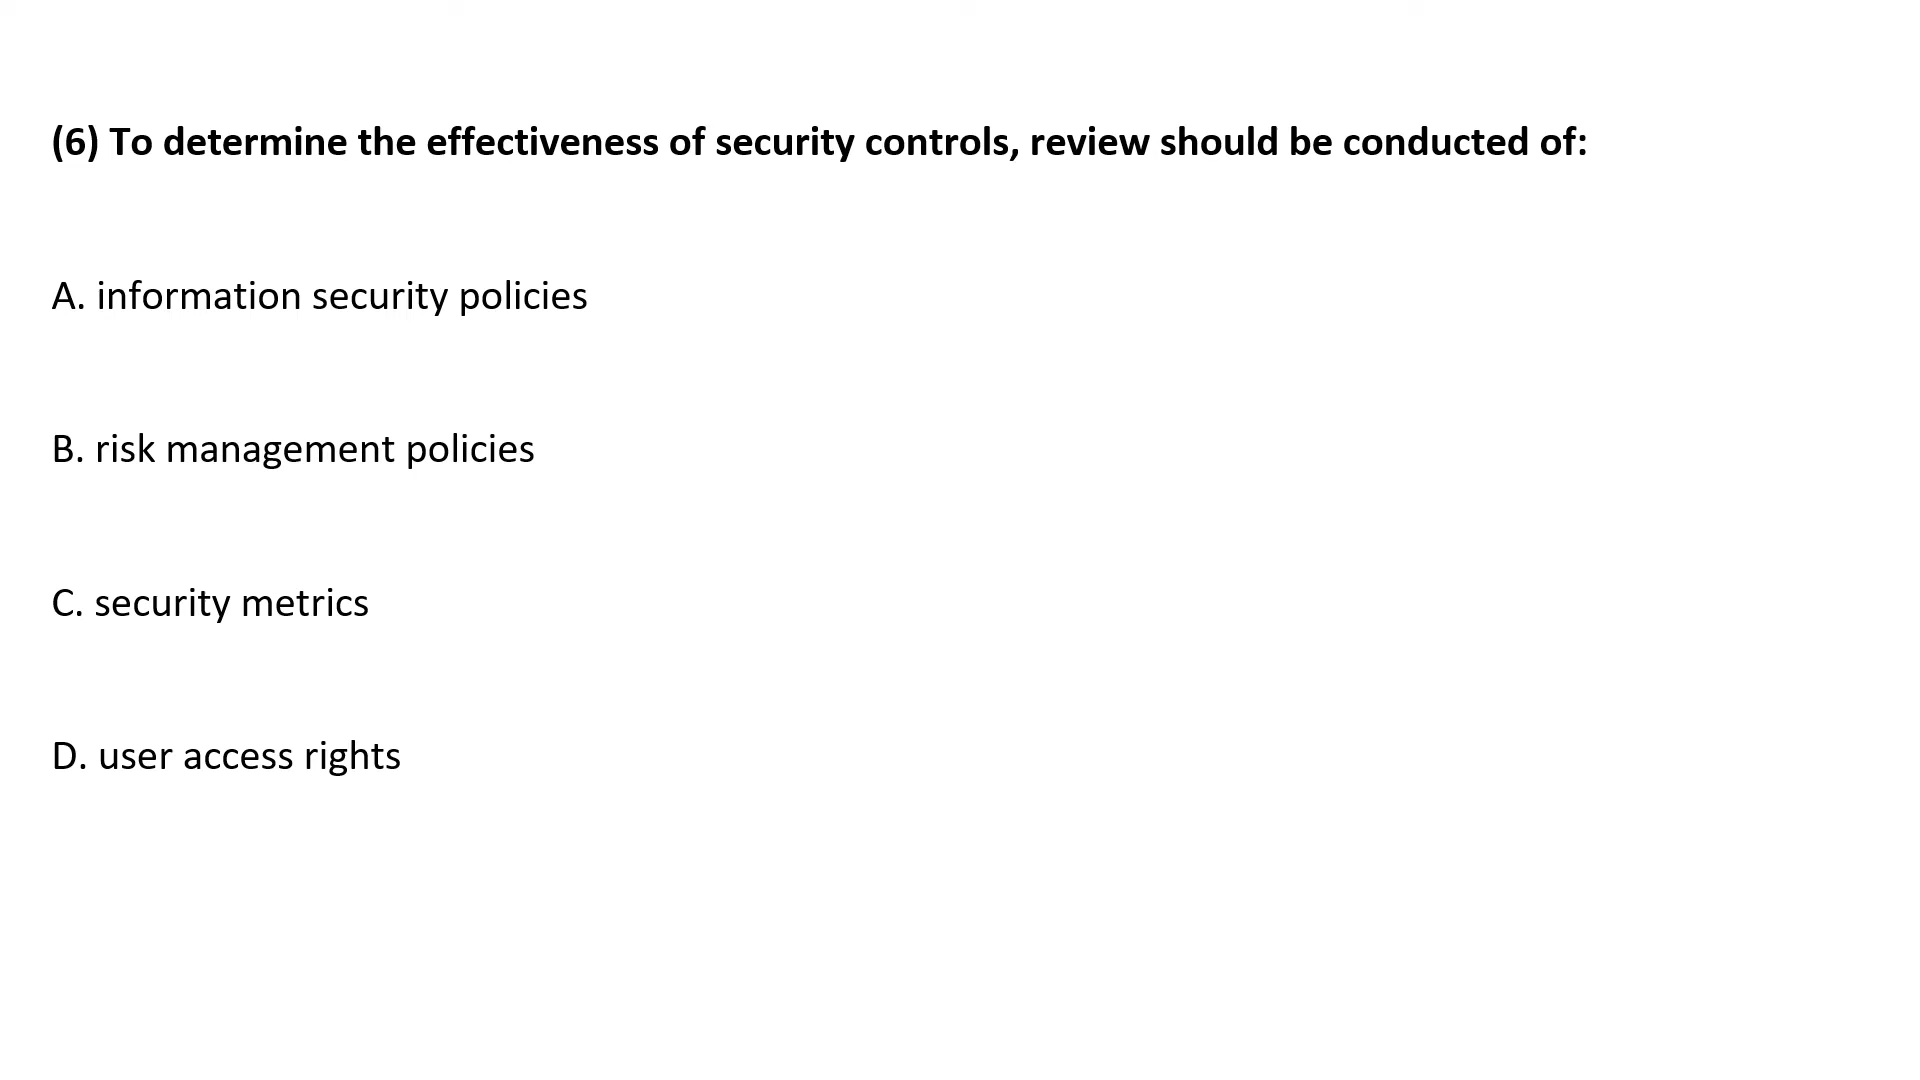 (6) To determine the effectiveness of security controls, review should be conducted of:
A. information security policies
B. risk management policies
C. security metrics
D. user access rights